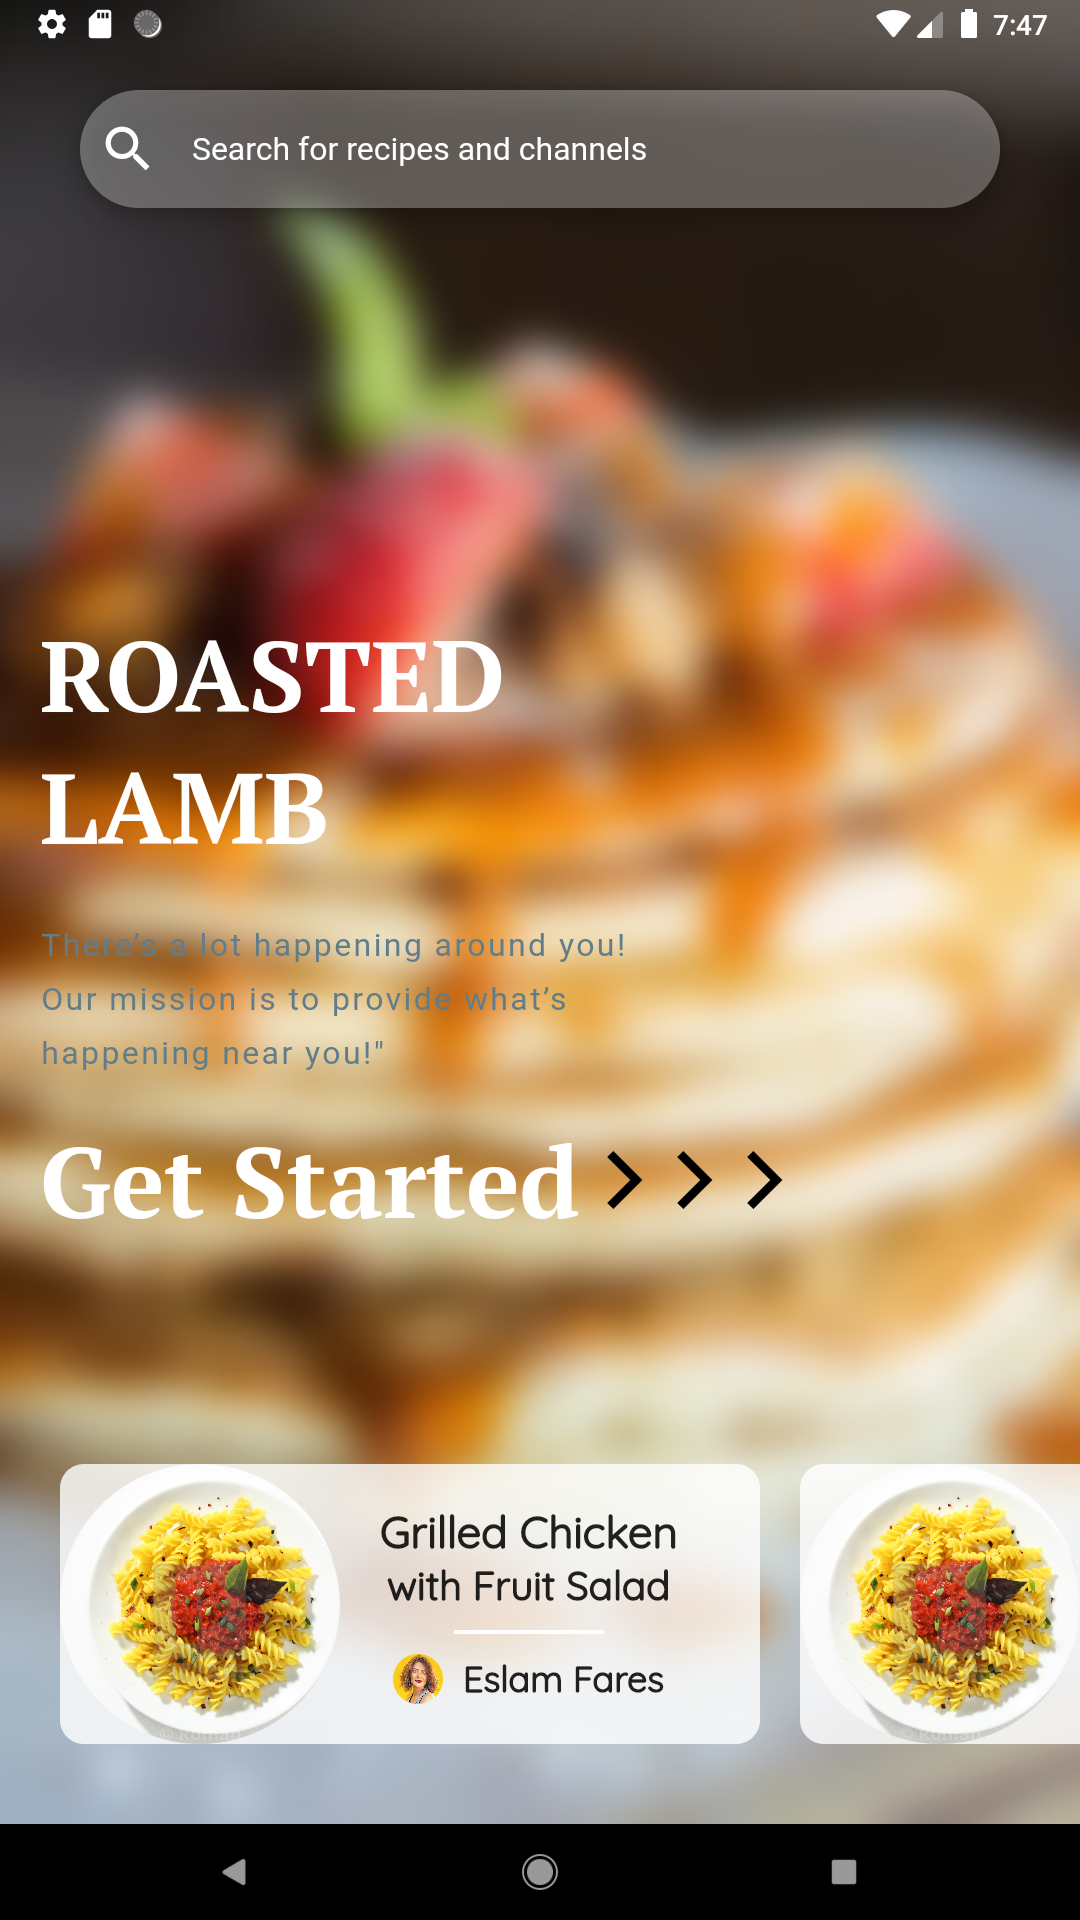 7:47
Search for recipes and channels
ROASTED
LAMB
There's a lot happening around you!
Our mission is to provide what's
happening near you!"
Get Started
Grilled Chicken
with Fruit Salad
Eslam Fares